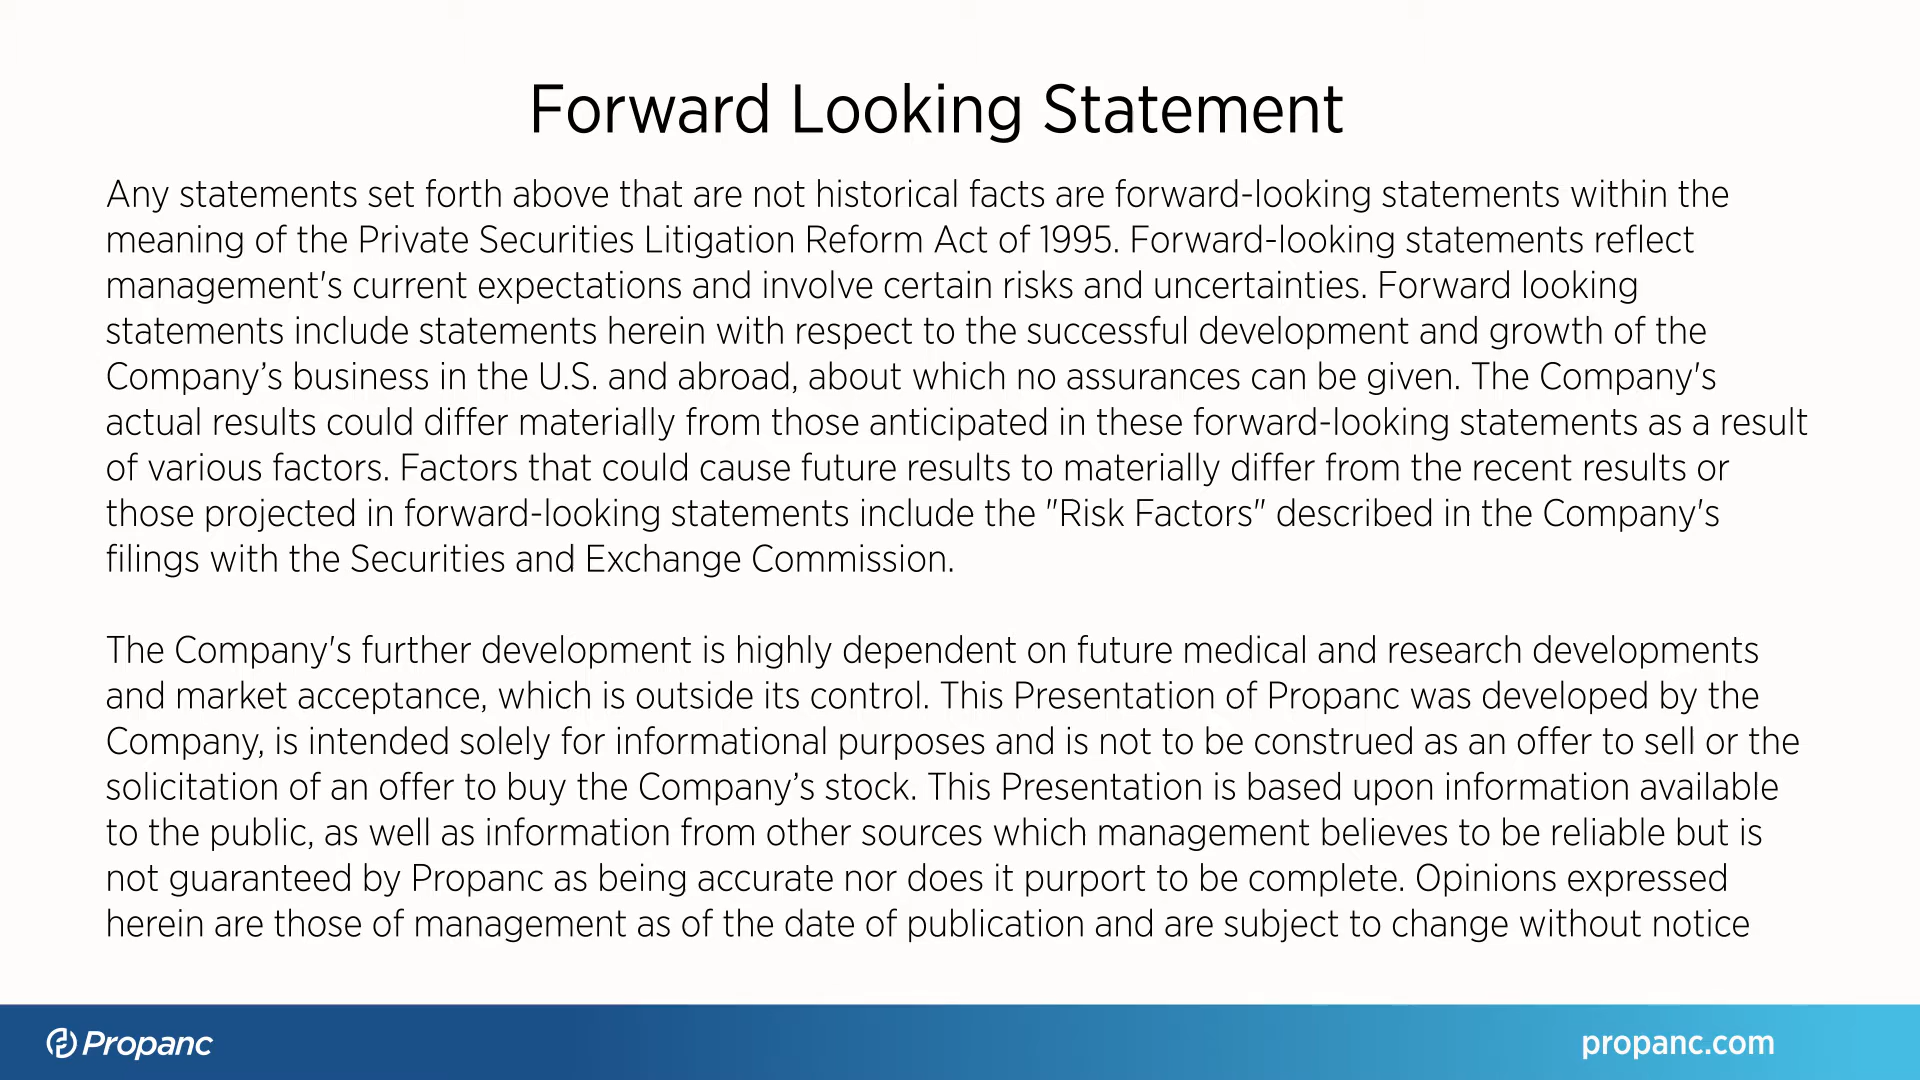 Forward Looking Statement
Any statements set forth above that are not historical facts are forward-looking statements within the
meaning of the Private Securities Litigation Reform Act of 1995. Forward-looking statements reflect
management's current expectations and involve certain risks and uncertainties. Forward looking
statements include statements herein with respect to the successful development and growth of the
Company’s business in the U.S. and abroad, about which no assurances can be given. The Company's
actual results could differ materially from those anticipated in these forward-looking statements as a result
of various factors. Factors that could cause future results to materially differ from the recent results or
those projected in forward-looking statements include the "Risk Factors" described in the Company's
filings with the Securities and Exchange Commission.
The Company's further development is highly dependent on future medical and research developments
and market acceptance, which is outside its control. This Presentation of Propanc was developed by the
Company, is intended solely for informational purposes and is not to be construed as an offer to sell or the
solicitation of an offer to buy the Company’s stock. This Presentation is based upon information available
to the public, as well as information from other sources which management believes to be reliable but is
not guaranteed by Propanc as being accurate nor does it purport to be complete. Opinions expressed
herein are those of management as of the date of publication and are subject to change without notice
Propanc
propanc.com